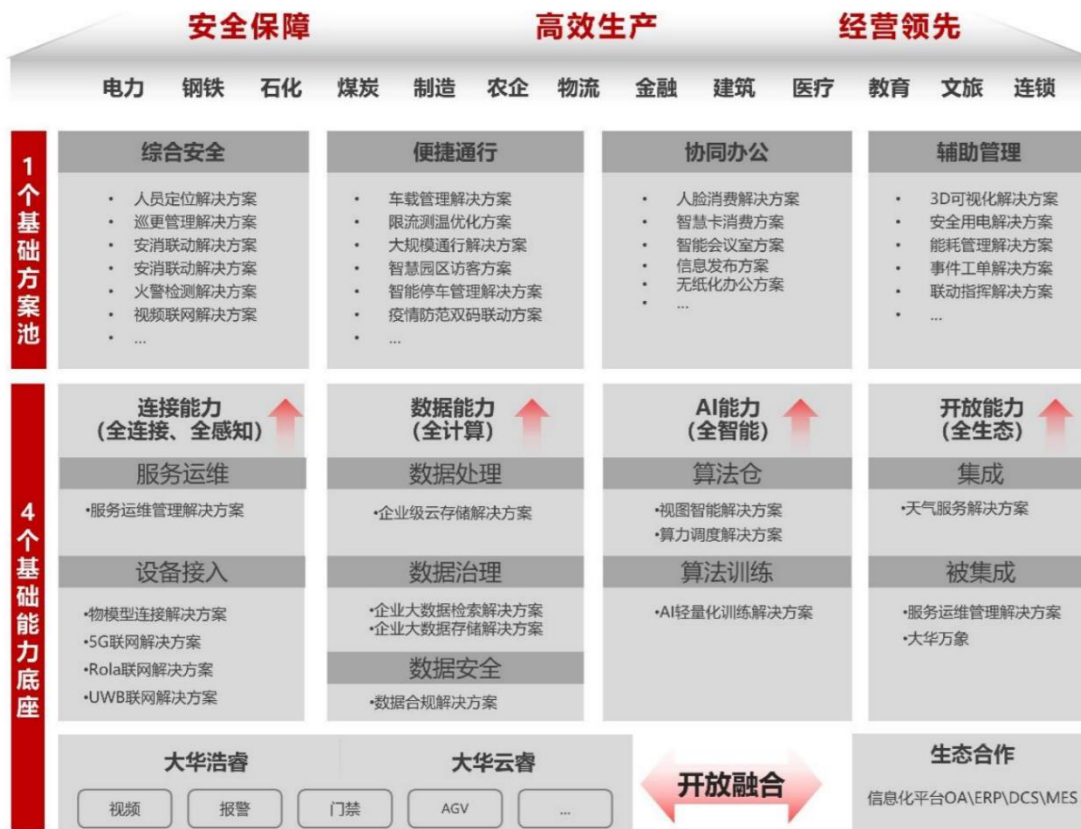 安全保障 高效生产 经营领先
电力 钢铁 石化 煤炭 制造 农企 物流 金融 建筑 医疗 教育 文旅 连锁
1个基础方案池
综合安全
• 人员定位解决方案
• 巡更管理解决方案
• 安消联动解决方案
• 安消联动解决方案
• 火警检测解决方案
• 视频联网解决方案
• ...
便捷通行
• 车载管理解决方案
• 限流测温优化方案
• 大规模通行解决方案
• 智慧园区访客方案
• 智能停车管理解决方案
• 疫情防范双码联动方案
• ...
协同办公
• 人脸消费解决方案
• 智慧卡消费方案
• 智能会议室方案
• 信息发布方案
• 无纸化办公方案
• ...
辅助管理
• 3D可视化解决方案
• 安全用电解决方案
• 能耗管理解决方案
• 事件工单解决方案
• 联动指挥解决方案
• ...
4个基础能力底座
连接能力
(全连接、全感知)
服务运维
•服务运维管理解决方案
设备接入
•物模型连接解决方案
•5G联网解决方案
•Rola联网解决方案
•UWB联网解决方案
数据能力
(全计算)
数据处理
•企业级云存储解决方案
数据治理
•企业大数据检索解决方案
•企业大数据存储解决方案
数据安全
•数据合规解决方案
AI能力
(全智能)
算法仓
•视图智能解决方案
•算力调度解决方案
算法训练
•AI轻量化训练解决方案
开放能力
(全生态)
集成
•天气服务解决方案
被集成
•服务运维管理解决方案
•大华万象
大华浩睿 大华云睿
视频 报警 门禁 AGV ...
开放融合
生态合作
信息化平台OA\ERP\DCS\MES